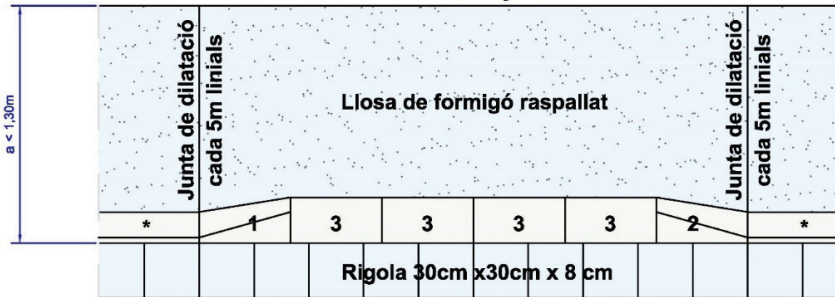 a < 1,30m
Junta de dilatació
cada 5m linials
Llosa de formigó raspallat
Junta de dilatació
cada 5m linials
* 1 3 3 3 3 2 *
Rigola 30cm x30cm x 8 cm